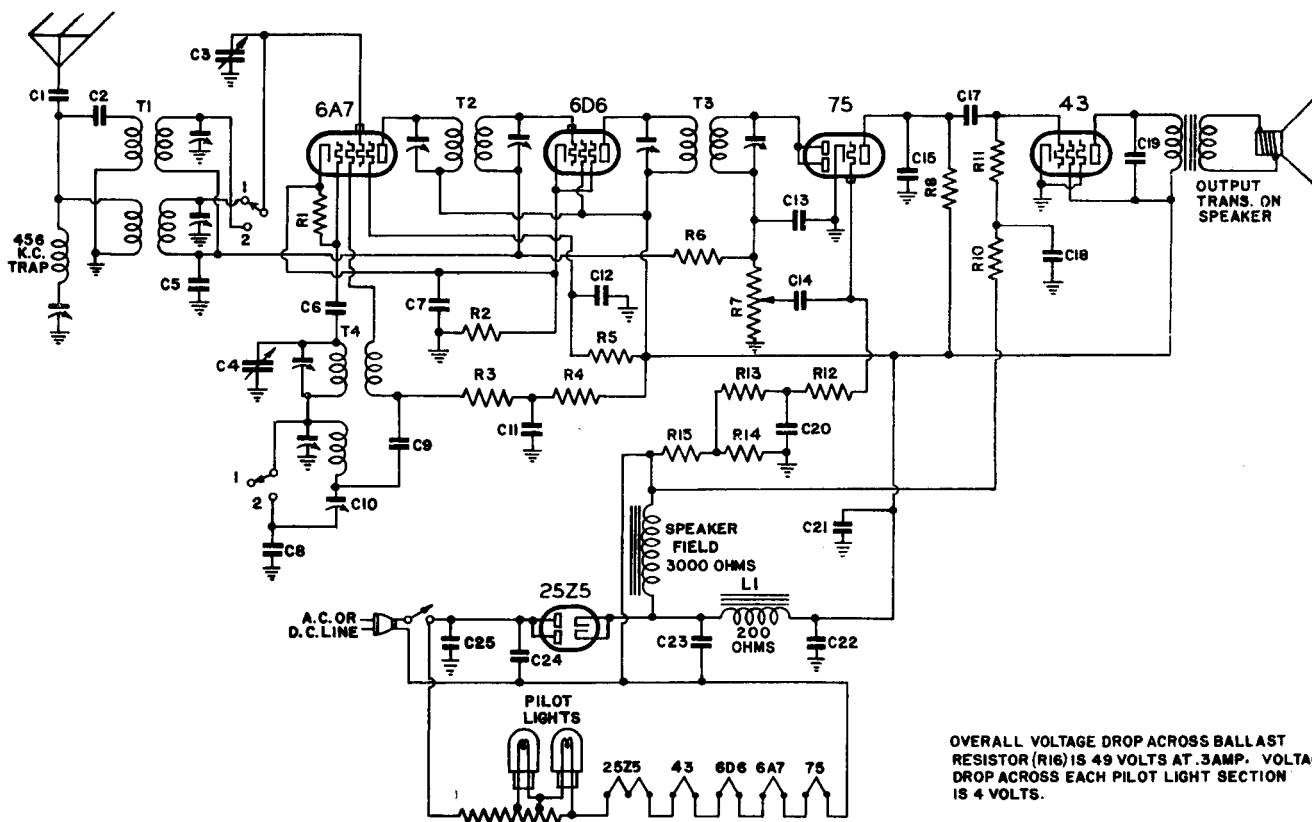 C3
6A7
T2
6D6
T3
75
C17
43
C1
C2
T1
C15
R8
R11
C19
OUTPUT
TRANS. ON
SPEAKER
1
2
R1
C13
456
K.C.
TRAP
C5
R6
R10
C18
C6
C7
R2
C12
R7
C14
T4
C4
R5
R3
R4
R13
R12
C11
C9
R15
R14
C20
1
2
C10
C8
SPEAKER
FIELD
3000 OHMS
C21
25Z5
L1
A.C. OR
D.C. LINE
C25
C24
C23
200
OHMS
C22
PILOT
LIGHTS
25Z5 43 6D6 6A7 75
OVERALL VOLTAGE DROP ACROSS BALLAST
RESISTOR (R16) IS 49 VOLTS AT .3AMP. VOLTA
DROP ACROSS EACH PILOT LIGHT SECTION
IS 4 VOLTS.